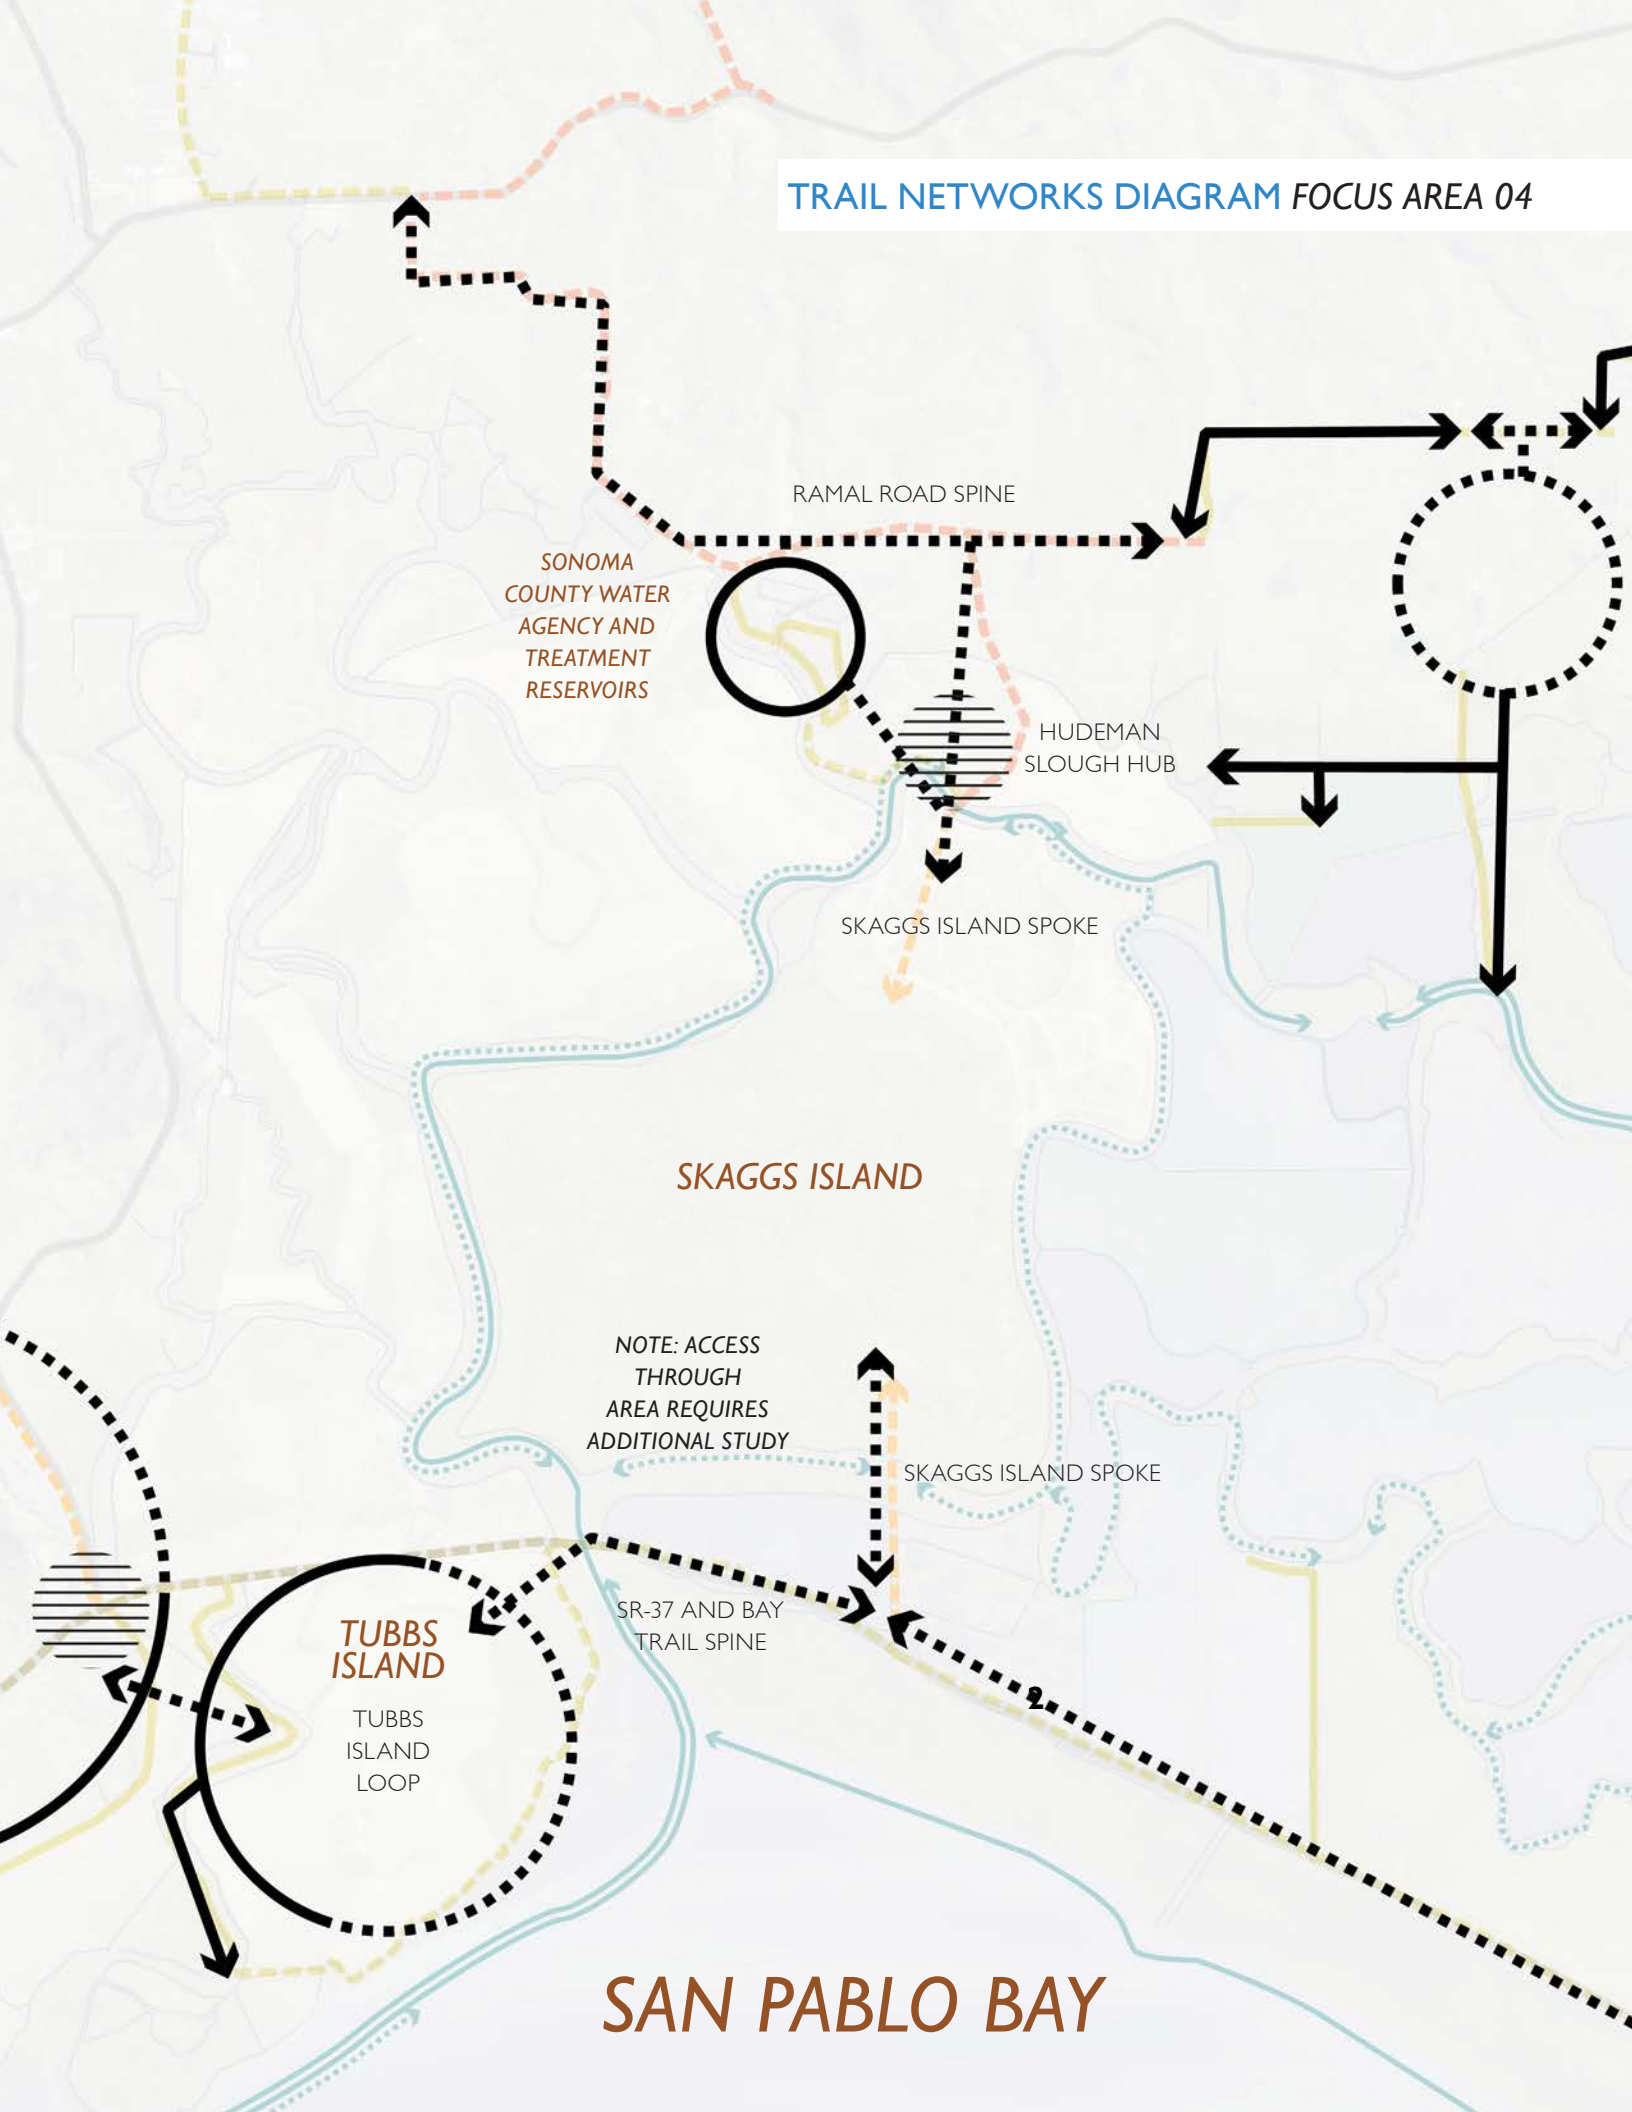 TRAIL NETWORKS DIAGRAM FOCUS AREA 04
RAMAL ROAD SPINE
SONOMA
COUNTY WATER
AGENCY AND
TREATMENT
RESERVOIRS
HUDEMAN
SLOUGH HUB
SKAGGS ISLAND SPOKE
SKAGGS ISLAND
NOTE: ACCESS
THROUGH
AREA REQUIRES
ADDITIONAL STUDY
SKAGGS ISLAND SPOKE
SR-37 AND BAY
TRAIL SPINE
TUBBS
ISLAND
TUBBS
ISLAND
LOOP
2
SAN PABLO BAY